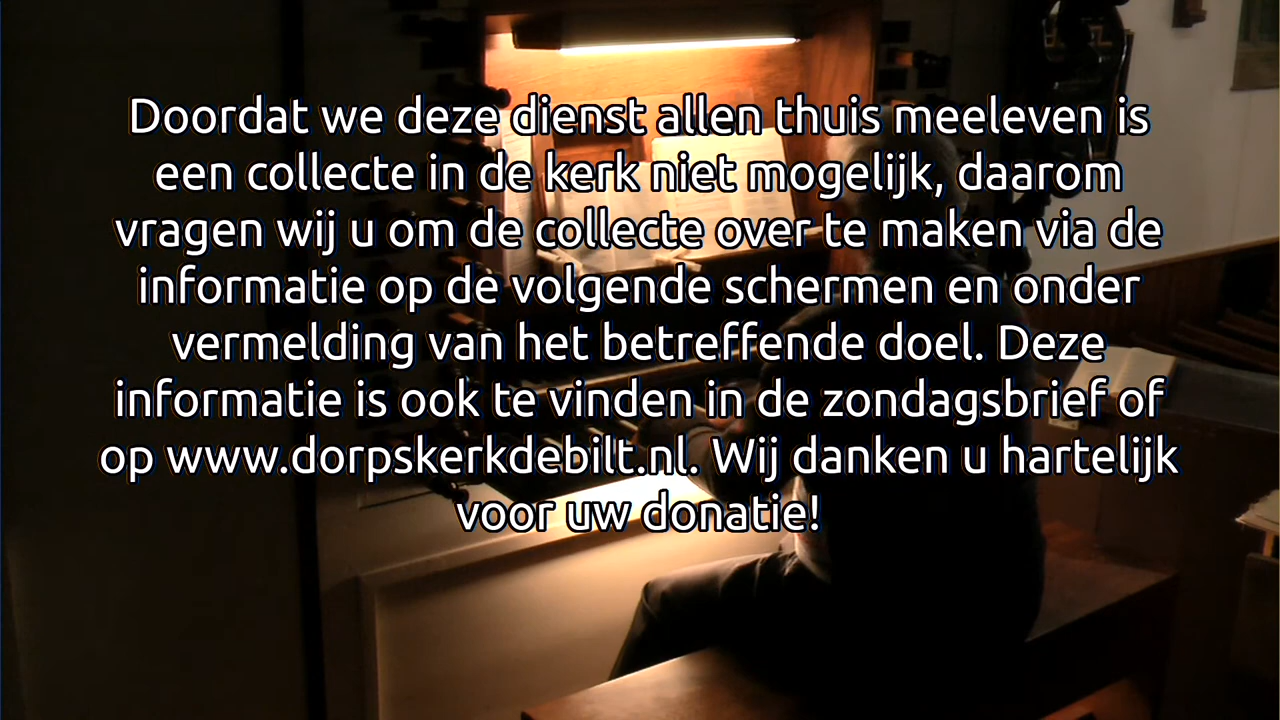 Doordat we deze dienst allen thuis meeleven is
een collecte in de kerk niet mogelijk, daarom
vragen wij u om de collecte over te maken via de
informatie op de volgende schermen en onder
vermelding van het betreffende doel. Deze
informatie is ook te vinden in de zondagsbrief of
op www.dorpskerkdebilt.nl. Wij danken u hartelijk
voor uw donatie!